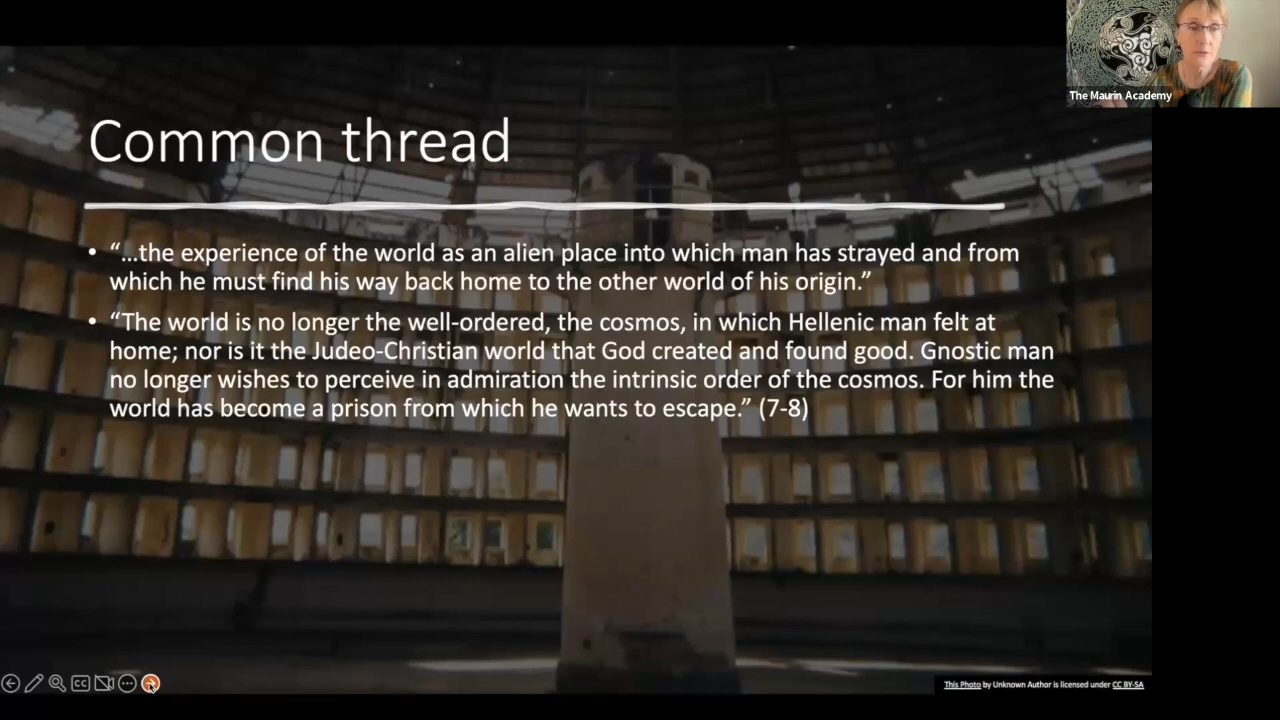 The Maurin Academy
Common thread
• “…the experience of the world as an alien place into which man has strayed and from
which he must find his way back home to the other world of his origin.”
• “The world is no longer the well-ordered, the cosmos, in which Hellenic man felt at
home; nor is it the Judeo-Christian world that God created and found good. Gnostic man
no longer wishes to perceive in admiration the intrinsic order of the cosmos. For him the
world has become a prison from which he wants to escape.” (7-8)
CC
This Photo by Unknown Author is licensed under CC BY-SA